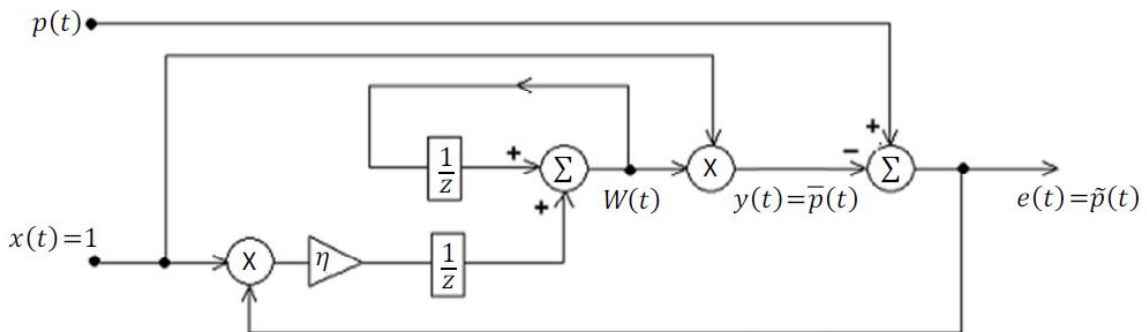 p(t)
+
1/z
+
Σ
X
−
Σ
W(t)
y(t)=p̅(t)
e(t)=p̃(t)
+
x(t)=1
X
η
1/z